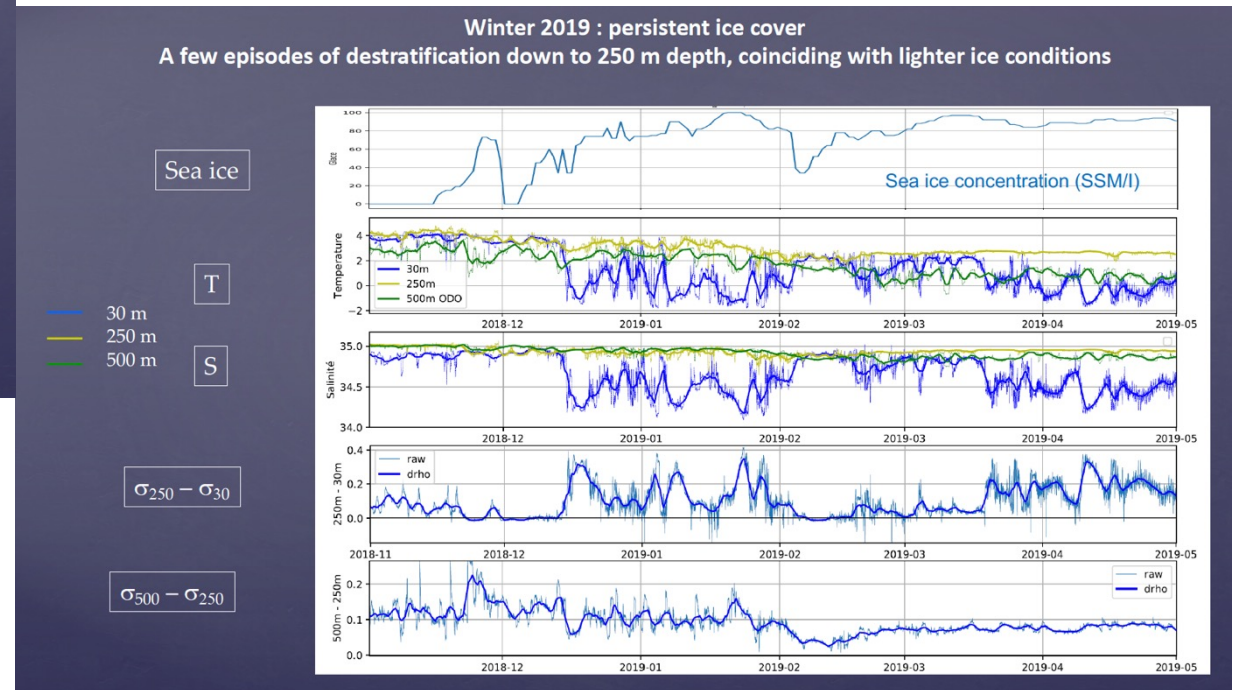 Winter 2019 : persistent ice cover
A few episodes of destratification down to 250 m depth, coinciding with lighter ice conditions
Sea ice
T
30 m
250 m
500 m
S
σ250 – σ30
σ500 – σ250
100
80
60
40
20
0
Glace
Sea ice concentration (SSM/I)
4
2
0
−2
Temperature
30m
250m
500m ODO
2018-12 2019-01 2019-02 2019-03 2019-04 2019-05
35.0
34.5
34.0
Salinité
2018-12 2019-01 2019-02 2019-03 2019-04 2019-05
0.4
0.2
0.0
250m - 30m
raw
drho
2018-11 2018-12 2019-01 2019-02 2019-03 2019-04 2019-05
0.2
0.1
0.0
500m - 250m
raw
drho
2018-12 2019-01 2019-02 2019-03 2019-04 2019-05